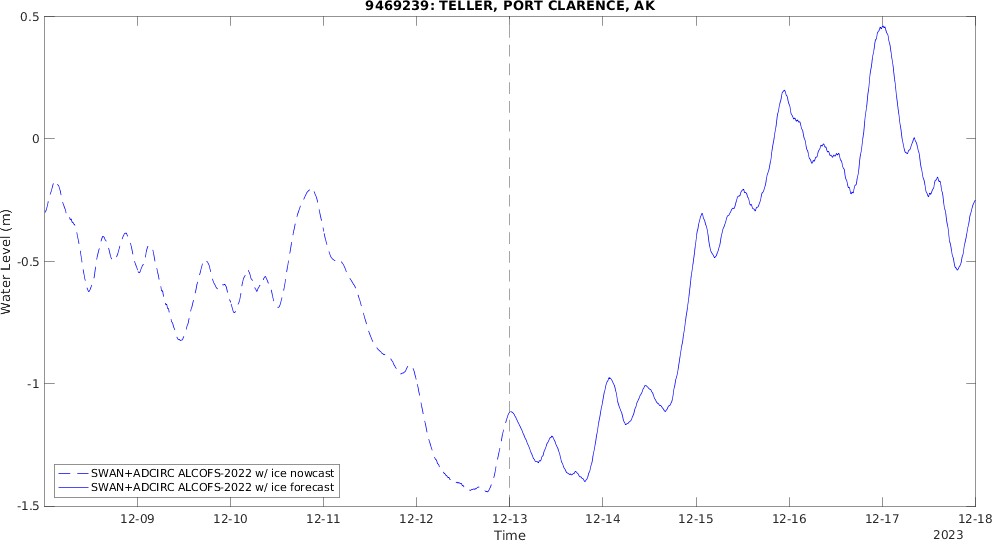 9469239: TELLER, PORT CLARENCE, AK
Water Level (m)
0.5
0
-0.5
-1
-1.5
SWAN+ADCIRC ALCOFS-2022 w/ ice nowcast
SWAN+ADCIRC ALCOFS-2022 w/ ice forecast
12-09 12-10 12-11 12-12 12-13 12-14 12-15 12-16 12-17 12-18
Time
2023